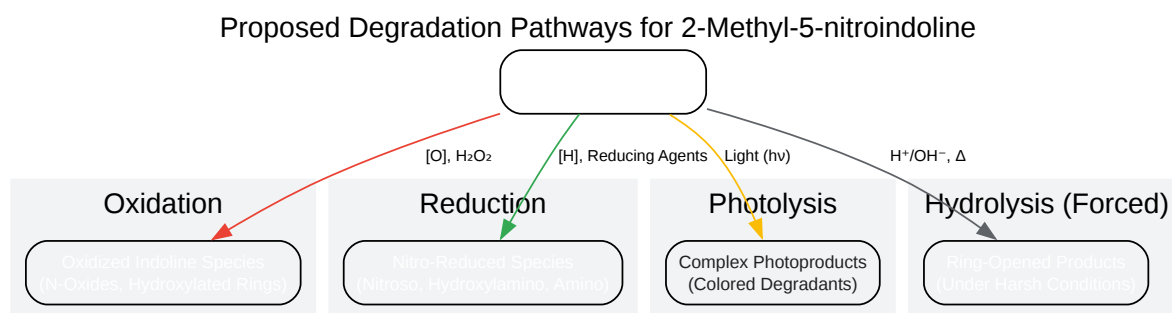 Proposed Degradation Pathways for 2-Methyl-5-nitroindoline
[O], H₂O₂
[H], Reducing Agents
Light (hν)
H⁺/OH⁻, Δ
Oxidation
Reduction
Photolysis
Hydrolysis (Forced)
Oxidized Indoline Species
(N-Oxides, Hydroxylated Rings)
Nitro-Reduced Species
(Nitroso, Hydroxylamino, Amino)
Complex Photoproducts
(Colored Degradants)
Ring-Opened Products
(Under Harsh Conditions)